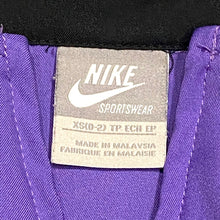 NIKE
SPORTSWEAR
XS(0-2) TP ECH EP
MADE IN MALAYSIA
FABRIQUÉ EN MALAISIE